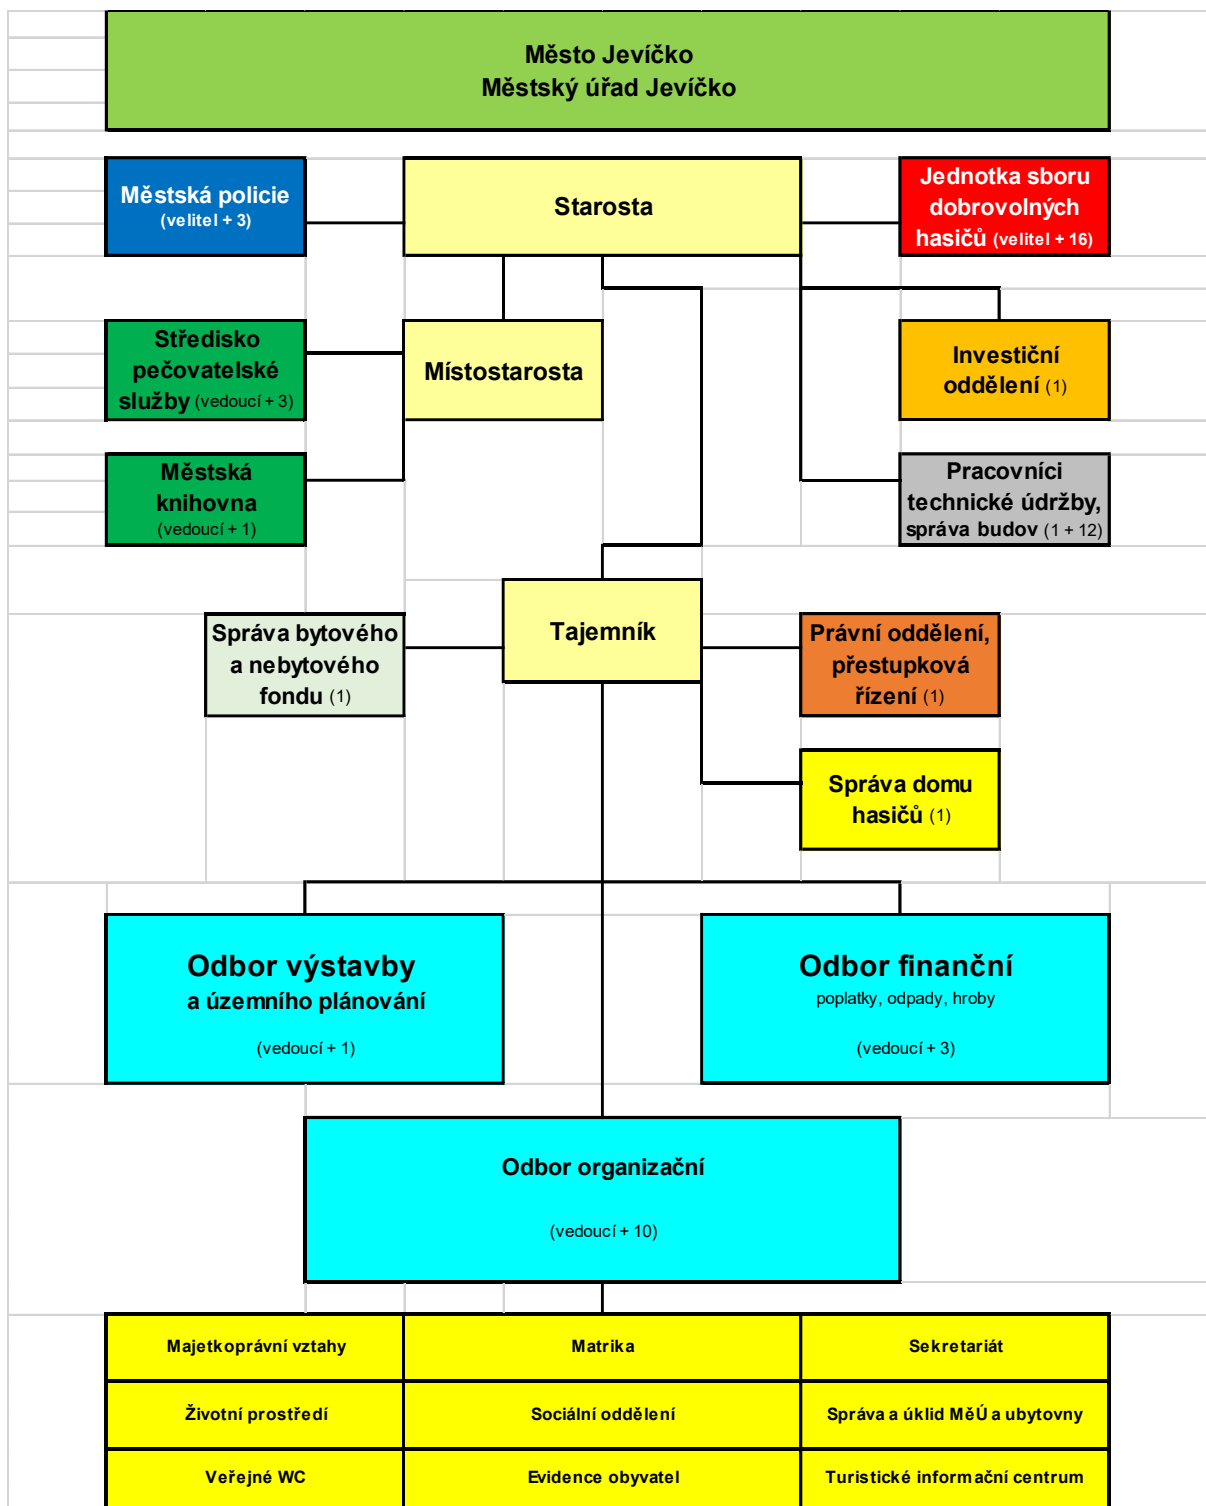 Město Jevíčko
Městský úřad Jevíčko
Městská policie
(velitel + 3)
Starosta
Jednotka sboru
dobrovolných
hasičů (velitel + 16)
Středisko
pečovatelské
služby (vedoucí + 3)
Místostarosta
Investiční
oddělení (1)
Městská
knihovna
(vedoucí + 1)
Pracovníci
technické údržby,
správa budov (1 + 12)
Správa bytového
a nebytového
fondu (1)
Tajemník
Právní oddělení,
přestupková
řízení (1)
Správa domu
hasičů (1)
Odbor výstavby
a územního plánování
(vedoucí + 1)
Odbor finanční
poplatky, odpady, hroby
(vedoucí + 3)
Odbor organizační
(vedoucí + 10)
Majetkoprávní vztahy
Matrika
Sekretariát
Životní prostředí
Sociální oddělení
Správa a úklid MěÚ a ubytovny
Veřejné WC
Evidence obyvatel
Turistické informační centrum